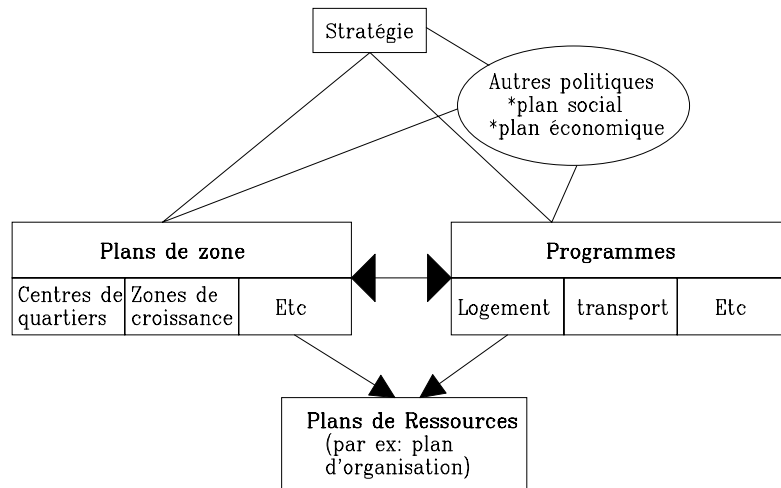 Stratégie
Autres politiques
*plan social
*plan économique
Plans de zone
Programmes
Centres de
quartiers
Zones de
croissance
Etc
Logement
transport
Etc
Plans de Ressources
(par ex: plan
d'organisation)